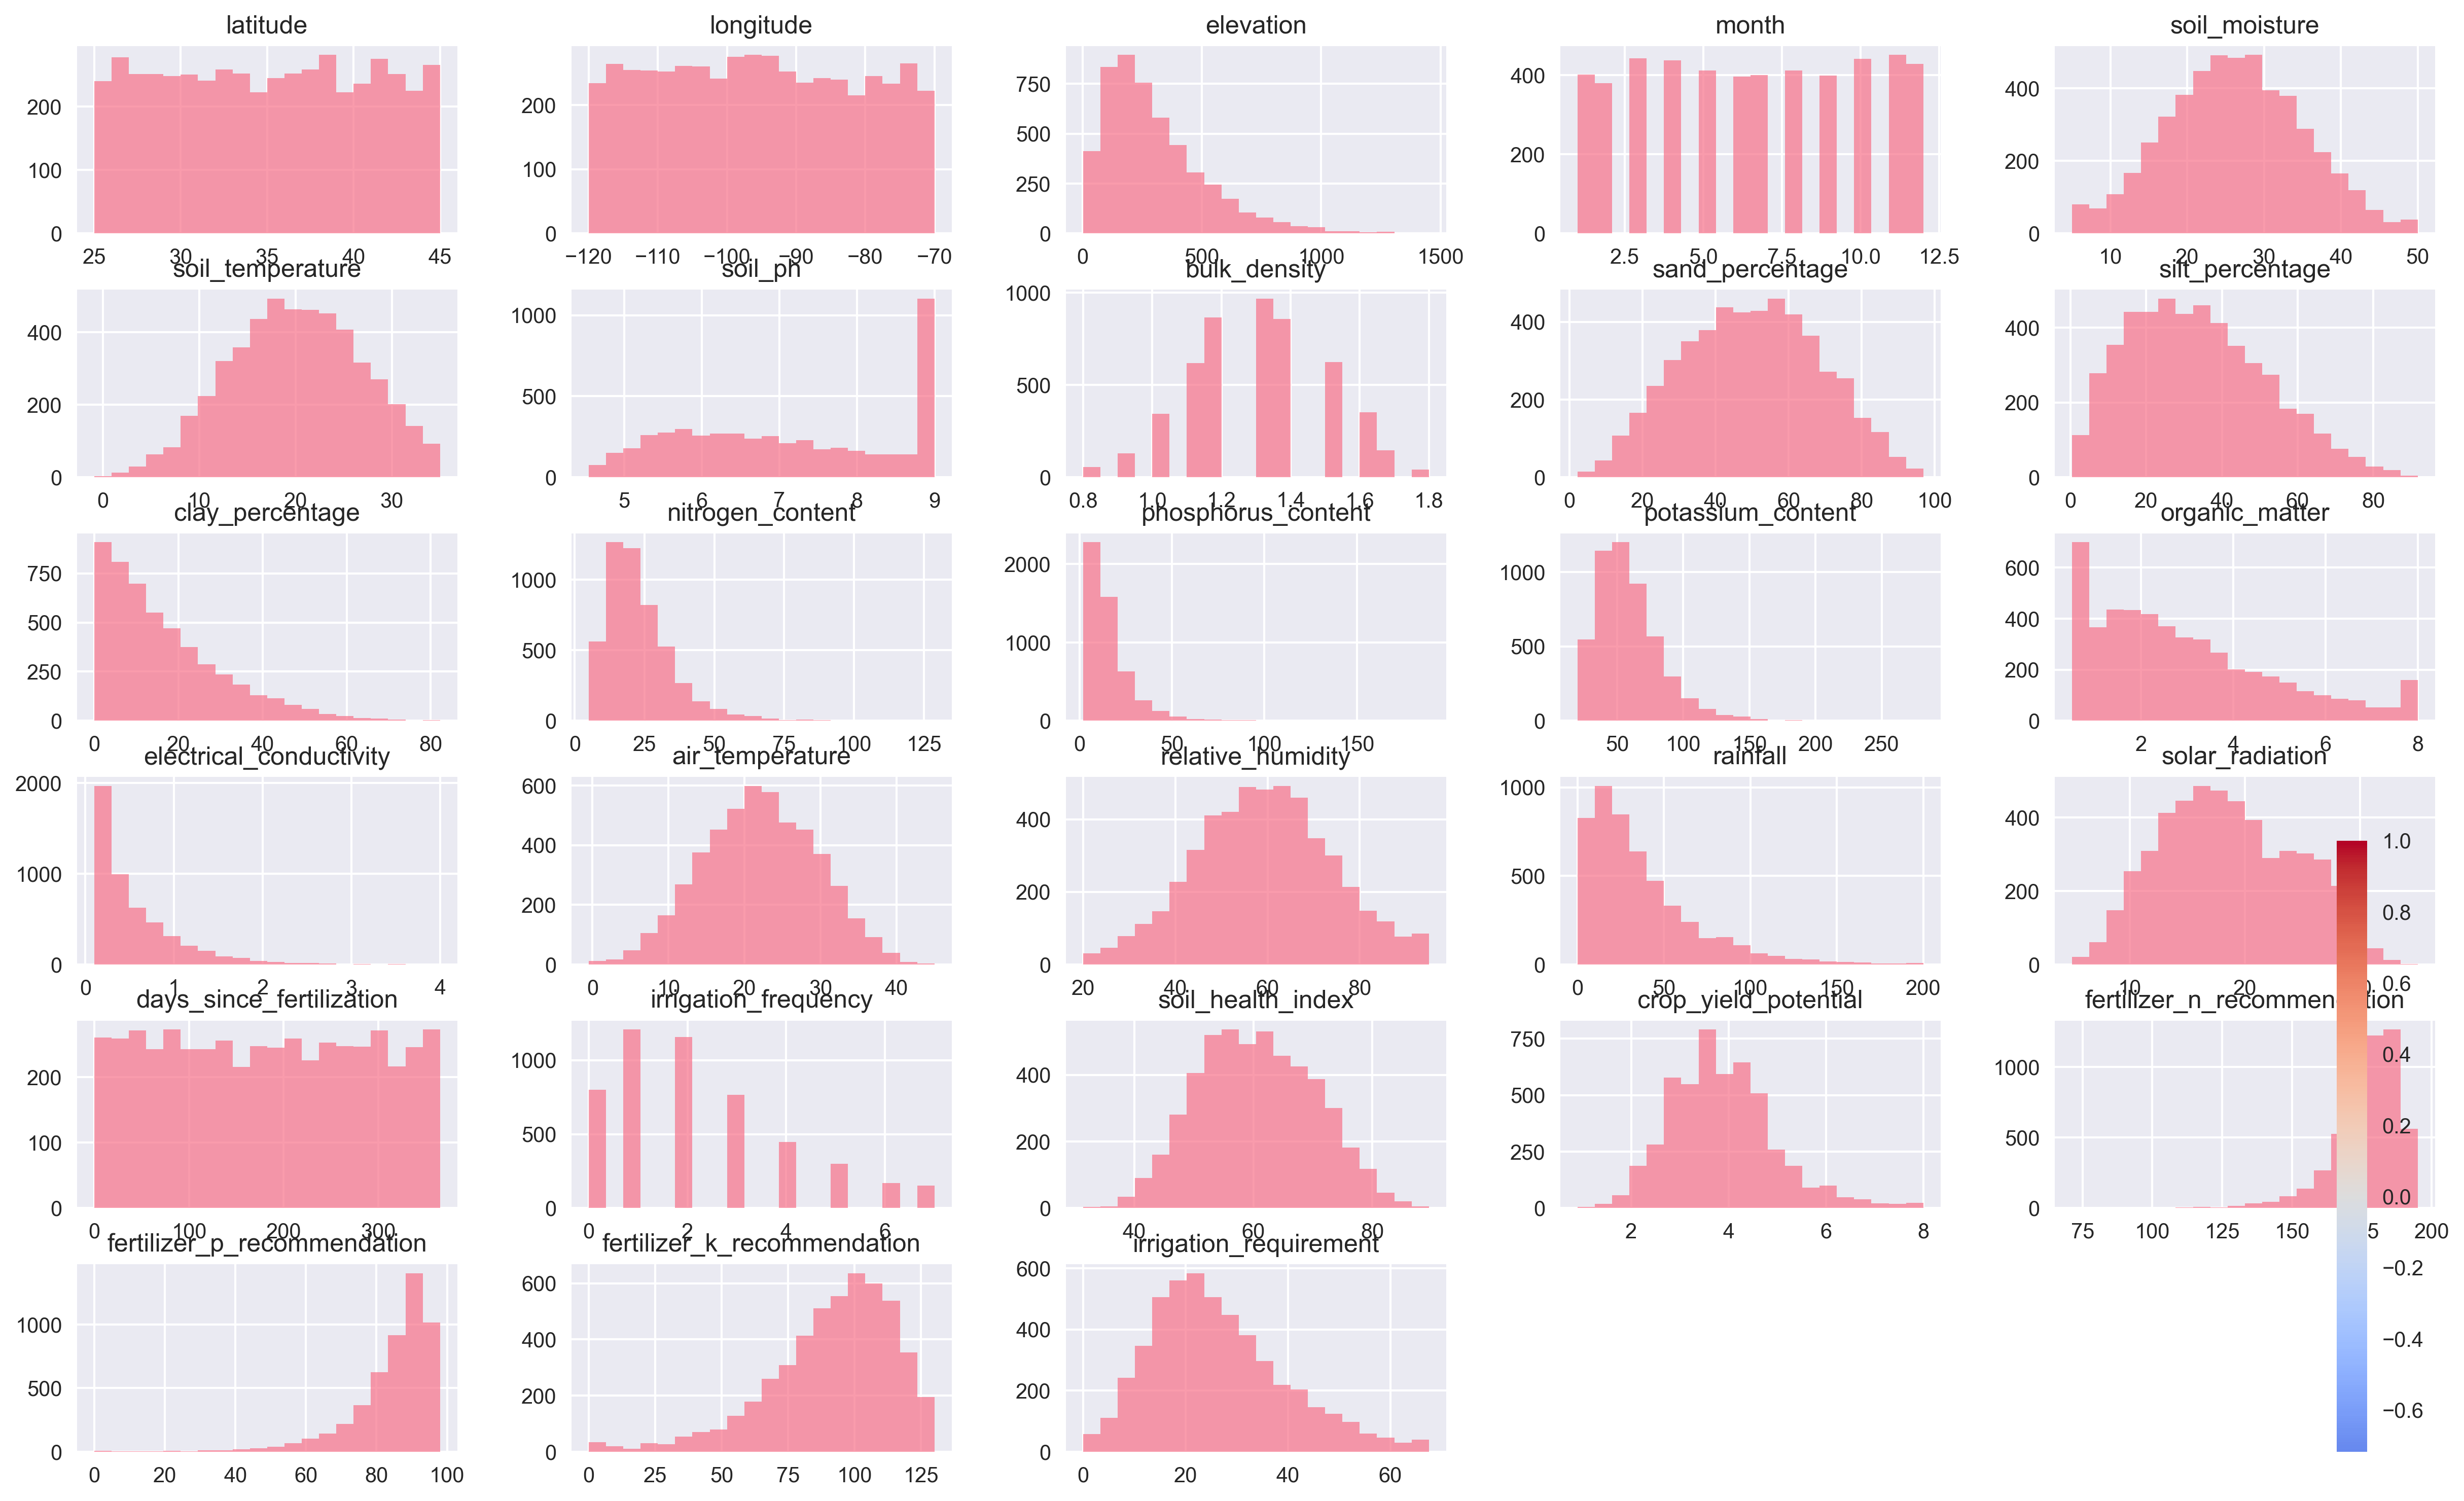 latitude
longitude
elevation
month
soil_moisture
200
100
0
200
100
0
750
500
250
0
400
200
0
400
200
0
25 30 35 40 45
−120 −110 −100 −90 −80 −70
0 500 1000 1500
2.5 5.0 7.5 10.0 12.5
10 20 30 40 50
soil_temperature
soil_ph
bulk_density
sand_percentage
silt_percentage
400
200
0
1000
500
0
1000
500
0
400
200
0
400
200
0
0 10 20 30
5 6 7 8 9
0.8 1.0 1.2 1.4 1.6 1.8
0 20 40 60 80 100
0 20 40 60 80
clay_percentage
nitrogen_content
phosphorus_content
potassium_content
organic_matter
750
500
250
0
1000
500
0
2000
1000
0
1000
500
0
600
400
200
0
0 20 40 60 80
0 25 50 75 100 125
0 50 100 150
50 100 150 200 250
2 4 6 8
electrical_conductivity
air_temperature
relative_humidity
rainfall
solar_radiation
2000
1000
0
600
400
200
0
400
200
0
1000
500
0
400
200
0
0 1 2 3 4
0 10 20 30 40
20 40 60 80
0 50 100 150 200
10 20
days_since_fertilization
irrigation_frequency
soil_health_index
crop_yield_potential
fertilizer_n_recommendation
200
100
0
1000
500
0
400
200
0
750
500
250
0
1000
500
0
0 100 200 300
0 2 4 6
40 60 80
2 4 6 8
75 100 125 150 200
fertilizer_p_recommendation
fertilizer_k_recommendation
irrigation_requirement
1000
500
0
600
400
200
0
600
400
200
0
0 20 40 60 80 100
0 25 50 75 100 125
0 20 40 60
1.0
0.8
0.6
0.4
0.2
0.0
−0.2
−0.4
−0.6